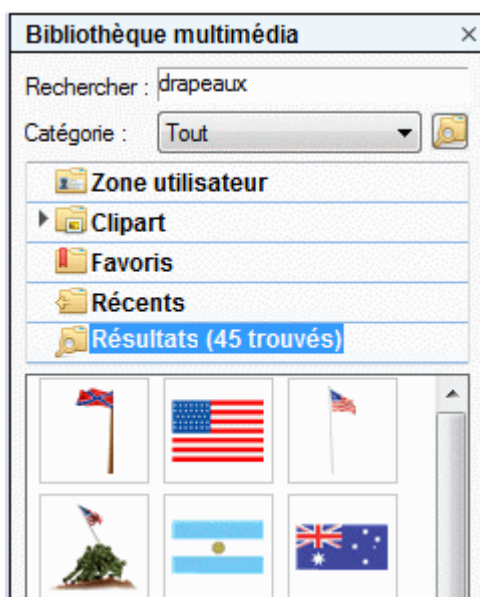 Bibliothèque multimédia
Rechercher : drapeaux
Catégorie : Tout
Zone utilisateur
Clipart
Favoris
Récents
Résultats (45 trouvés)